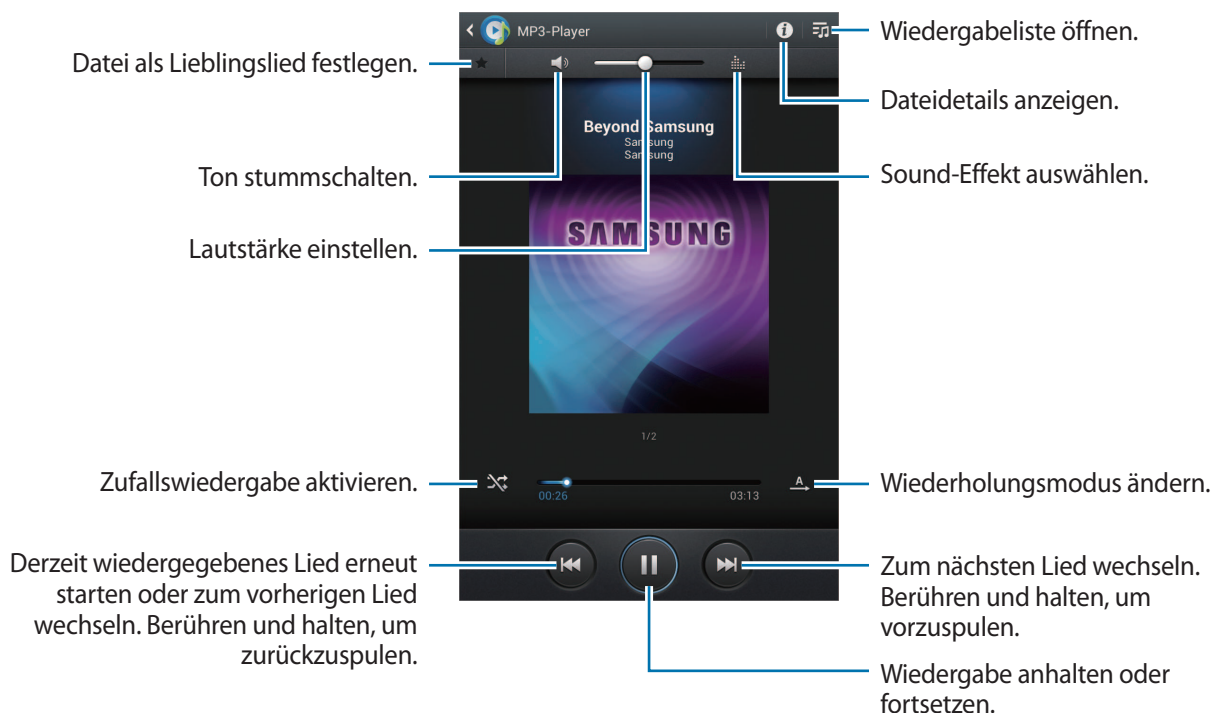 MP3-Player
Wiedergabeliste öffnen.
Datei als Lieblingslied festlegen.
Dateidetails anzeigen.
Beyond Samsung
Samsung
Samsung
Ton stummschalten.
Sound-Effekt auswählen.
SAMSUNG
Lautstärke einstellen.
1/2
Zufallswiedergabe aktivieren.
A
Wiederholungsmodus ändern.
00:26
03:13
Derzeit wiedergegebenes Lied erneut
starten oder zum vorherigen Lied
wechseln. Berühren und halten, um
zurückzuspulen.
Zum nächsten Lied wechseln.
Berühren und halten, um
vorzuspulen.
Wiedergabe anhalten oder
fortsetzen.